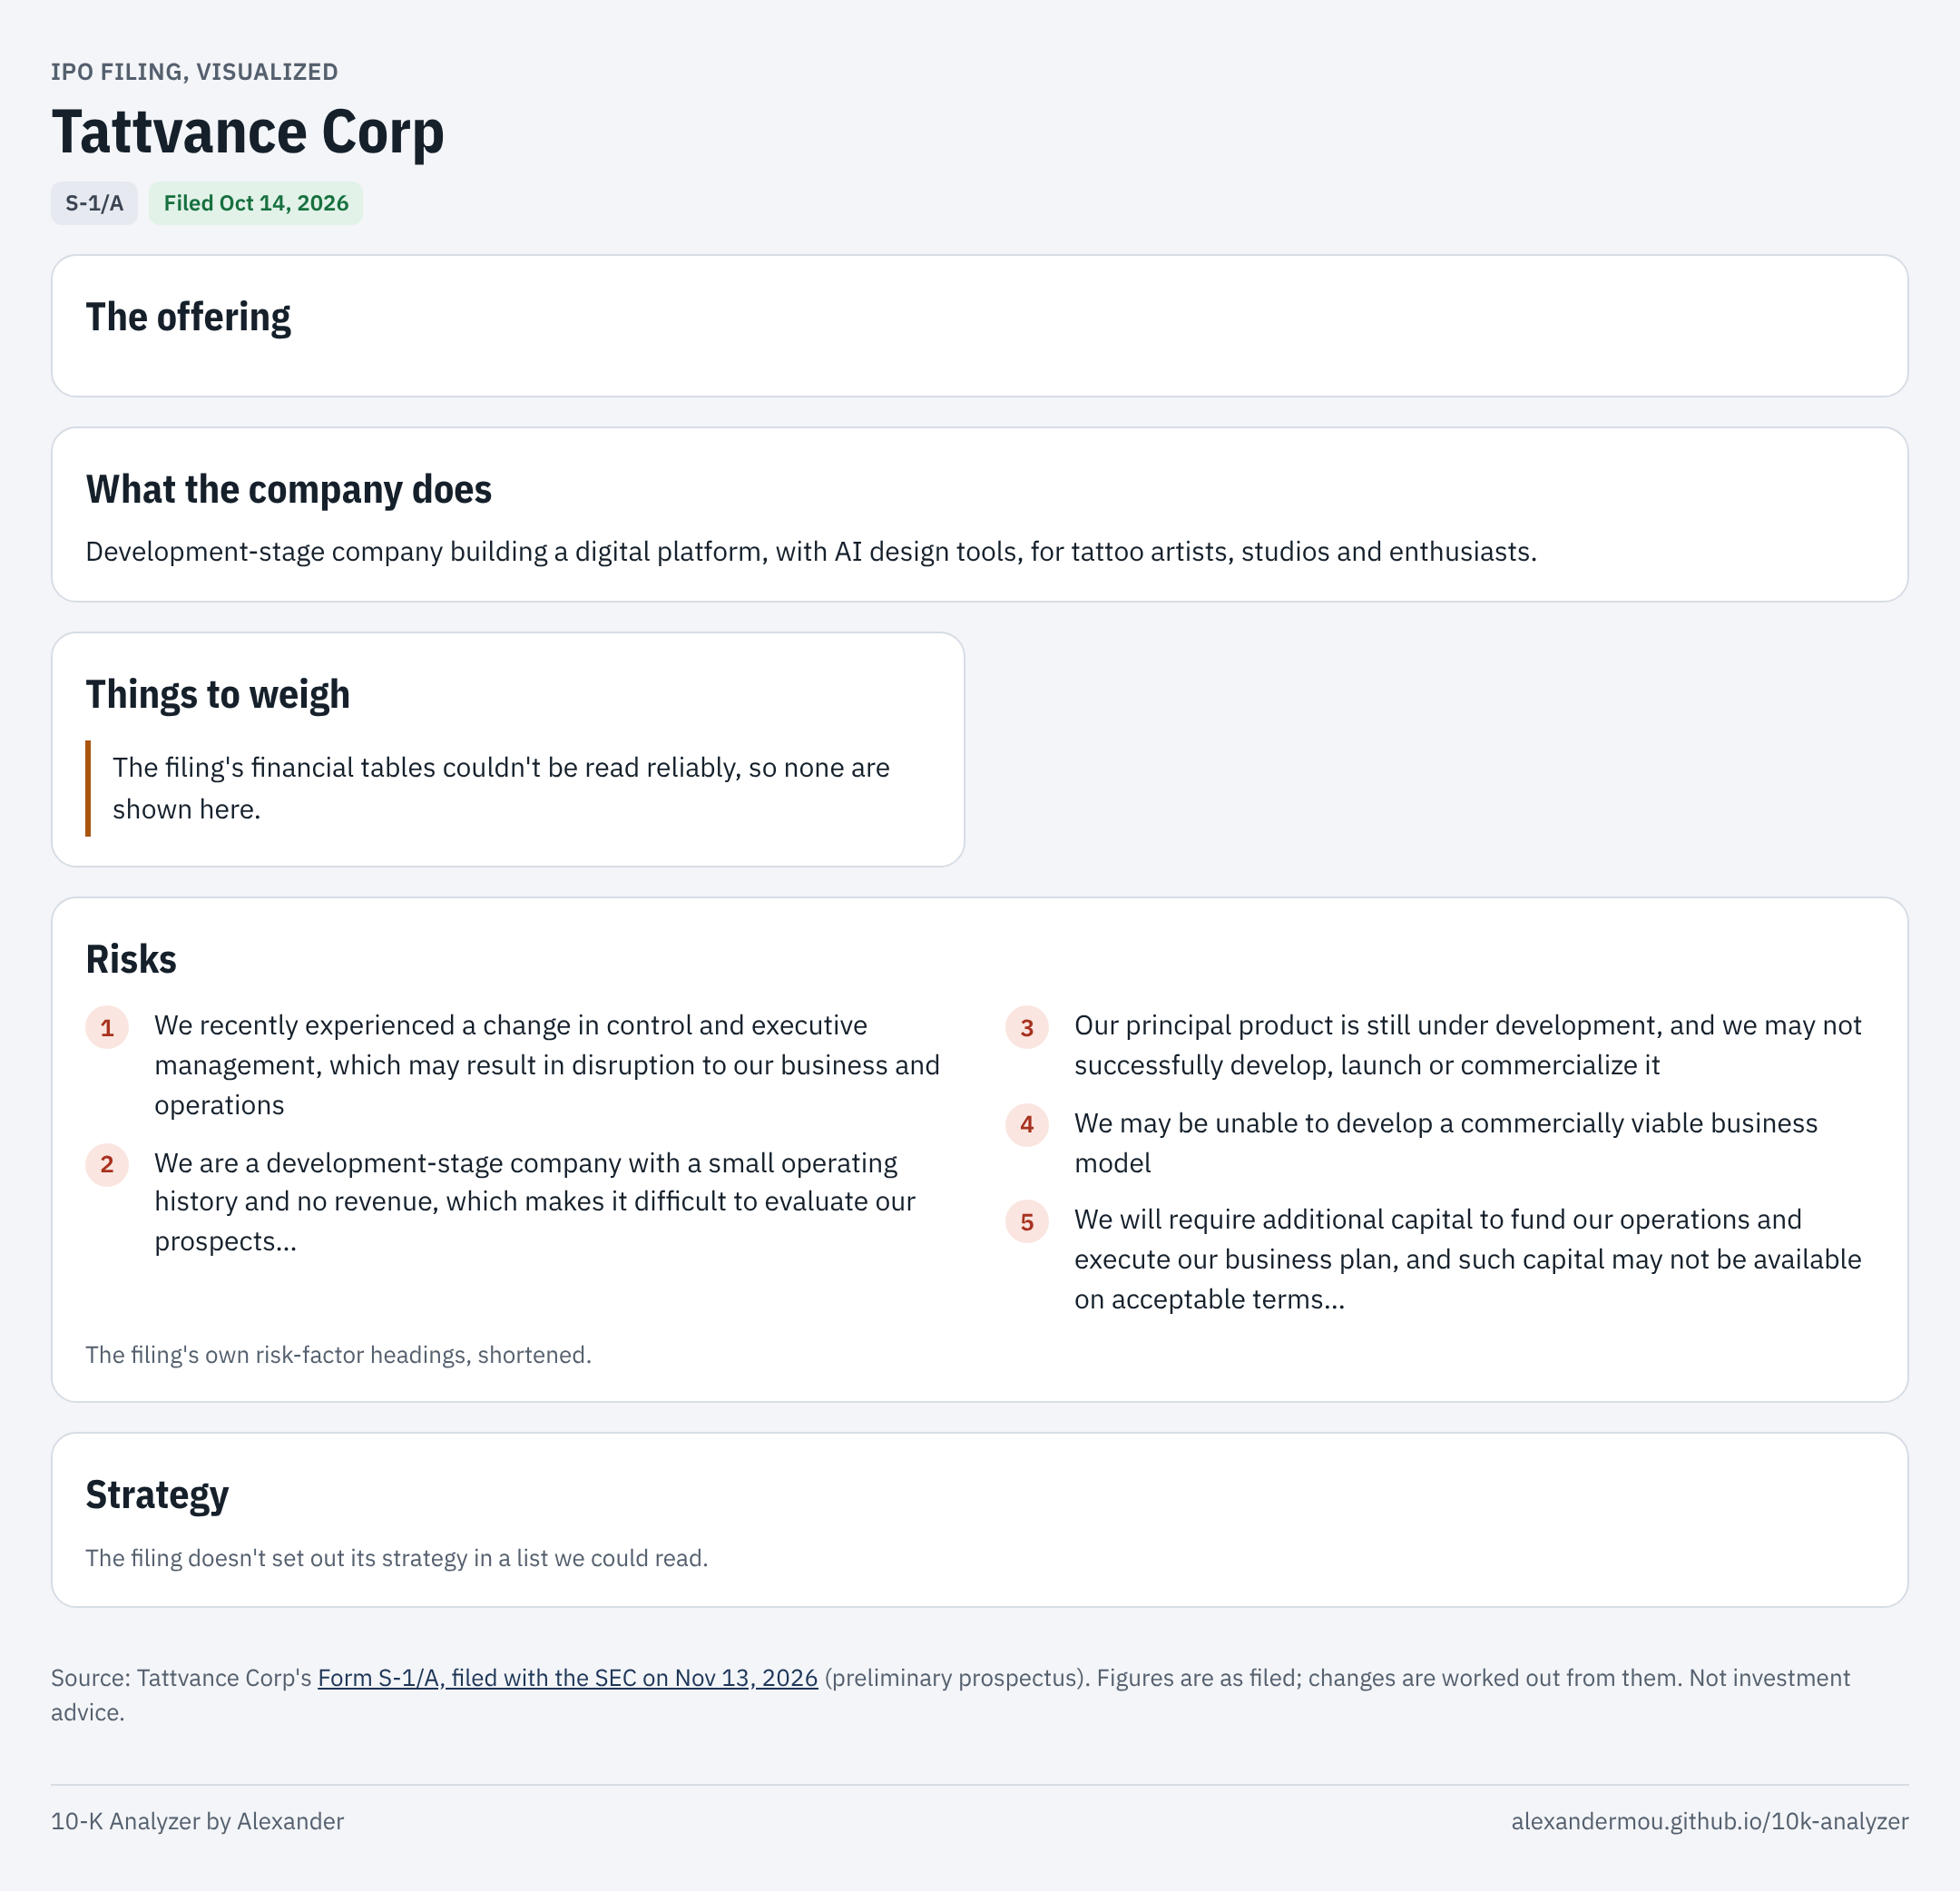 IPO FILING, VISUALIZED
Tattvance Corp
S-1/A
Filed Oct 14, 2026
The offering
What the company does
Development-stage company building a digital platform, with AI design tools, for tattoo artists, studios and enthusiasts.
Things to weigh
The filing's financial tables couldn't be read reliably, so none are
shown here.
Risks
1 We recently experienced a change in control and executive
management, which may result in disruption to our business and
operations
2 We are a development-stage company with a small operating
history and no revenue, which makes it difficult to evaluate our
prospects...
3 Our principal product is still under development, and we may not
successfully develop, launch or commercialize it
4 We may be unable to develop a commercially viable business
model
5 We will require additional capital to fund our operations and
execute our business plan, and such capital may not be available
on acceptable terms...
The filing's own risk-factor headings, shortened.
Strategy
The filing doesn't set out its strategy in a list we could read.
Source: Tattvance Corp's Form S-1/A, filed with the SEC on Nov 13, 2026 (preliminary prospectus). Figures are as filed; changes are worked out from them. Not investment
advice.
10-K Analyzer by Alexander
alexandermou.github.io/10k-analyzer